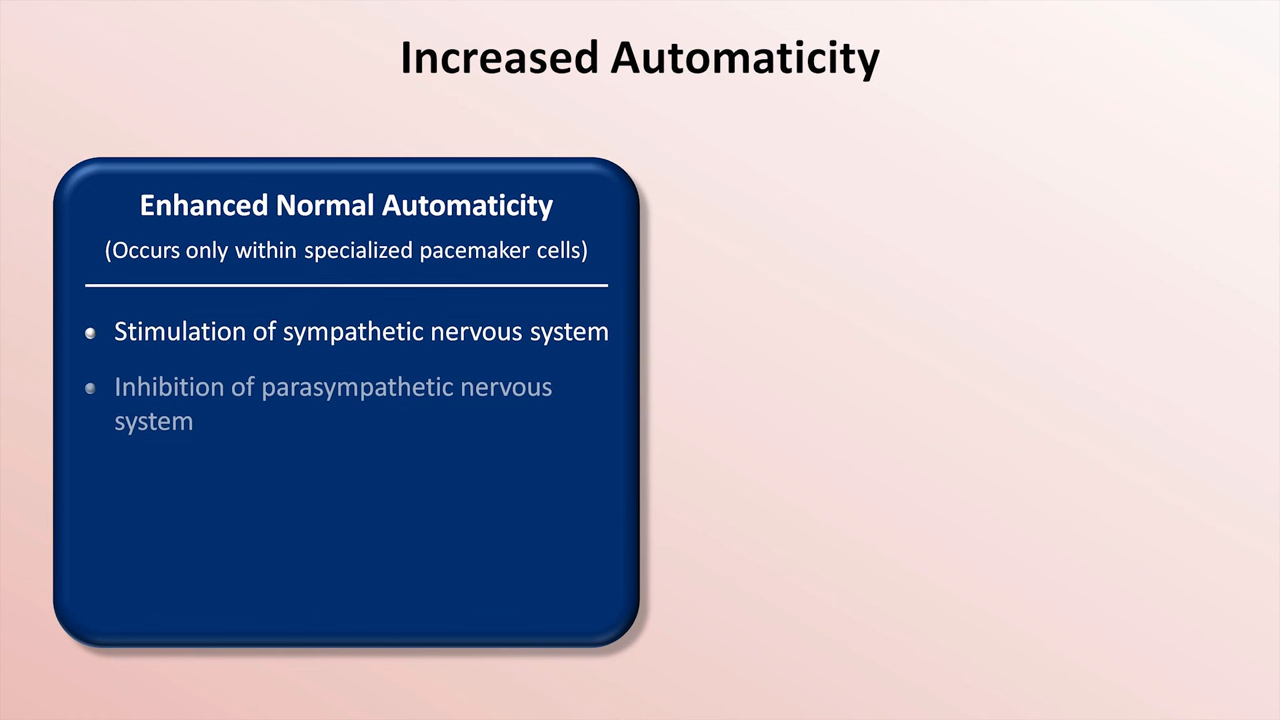 Increased Automaticity
Enhanced Normal Automaticity
(Occurs only within specialized pacemaker cells)
Stimulation of sympathetic nervous system
Inhibition of parasympathetic nervous
system